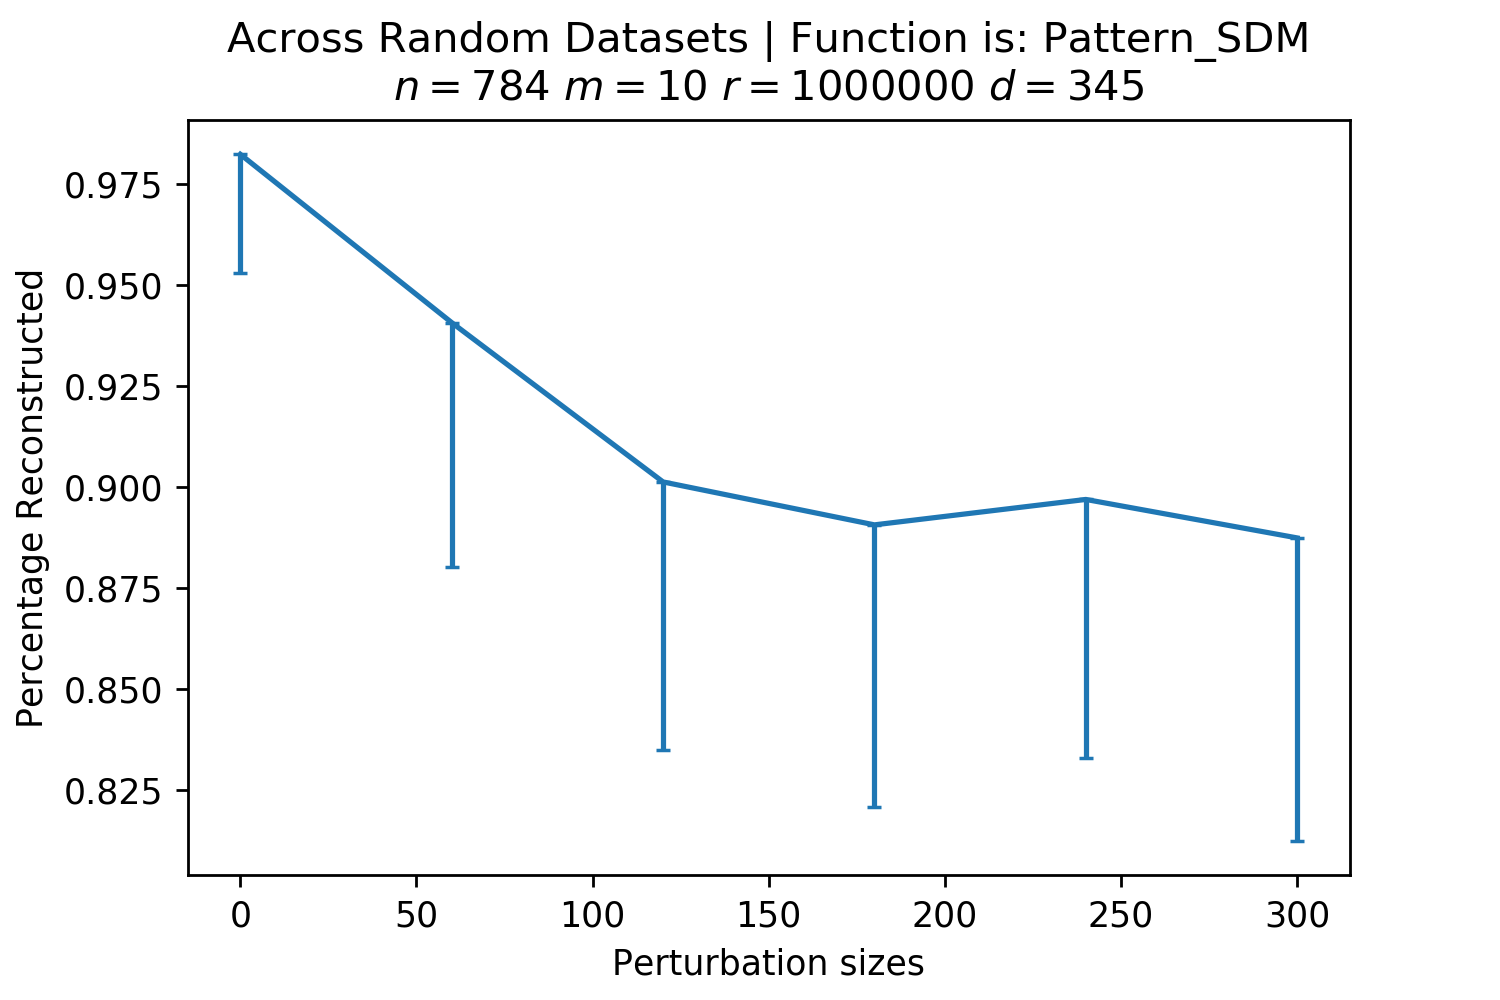 Across Random Datasets | Function is: Pattern_SDM
n = 784 m = 10 r = 1000000 d = 345
Percentage Reconstructed
0.975
0.950
0.925
0.900
0.875
0.850
0.825
0 50 100 150 200 250 300
Perturbation sizes